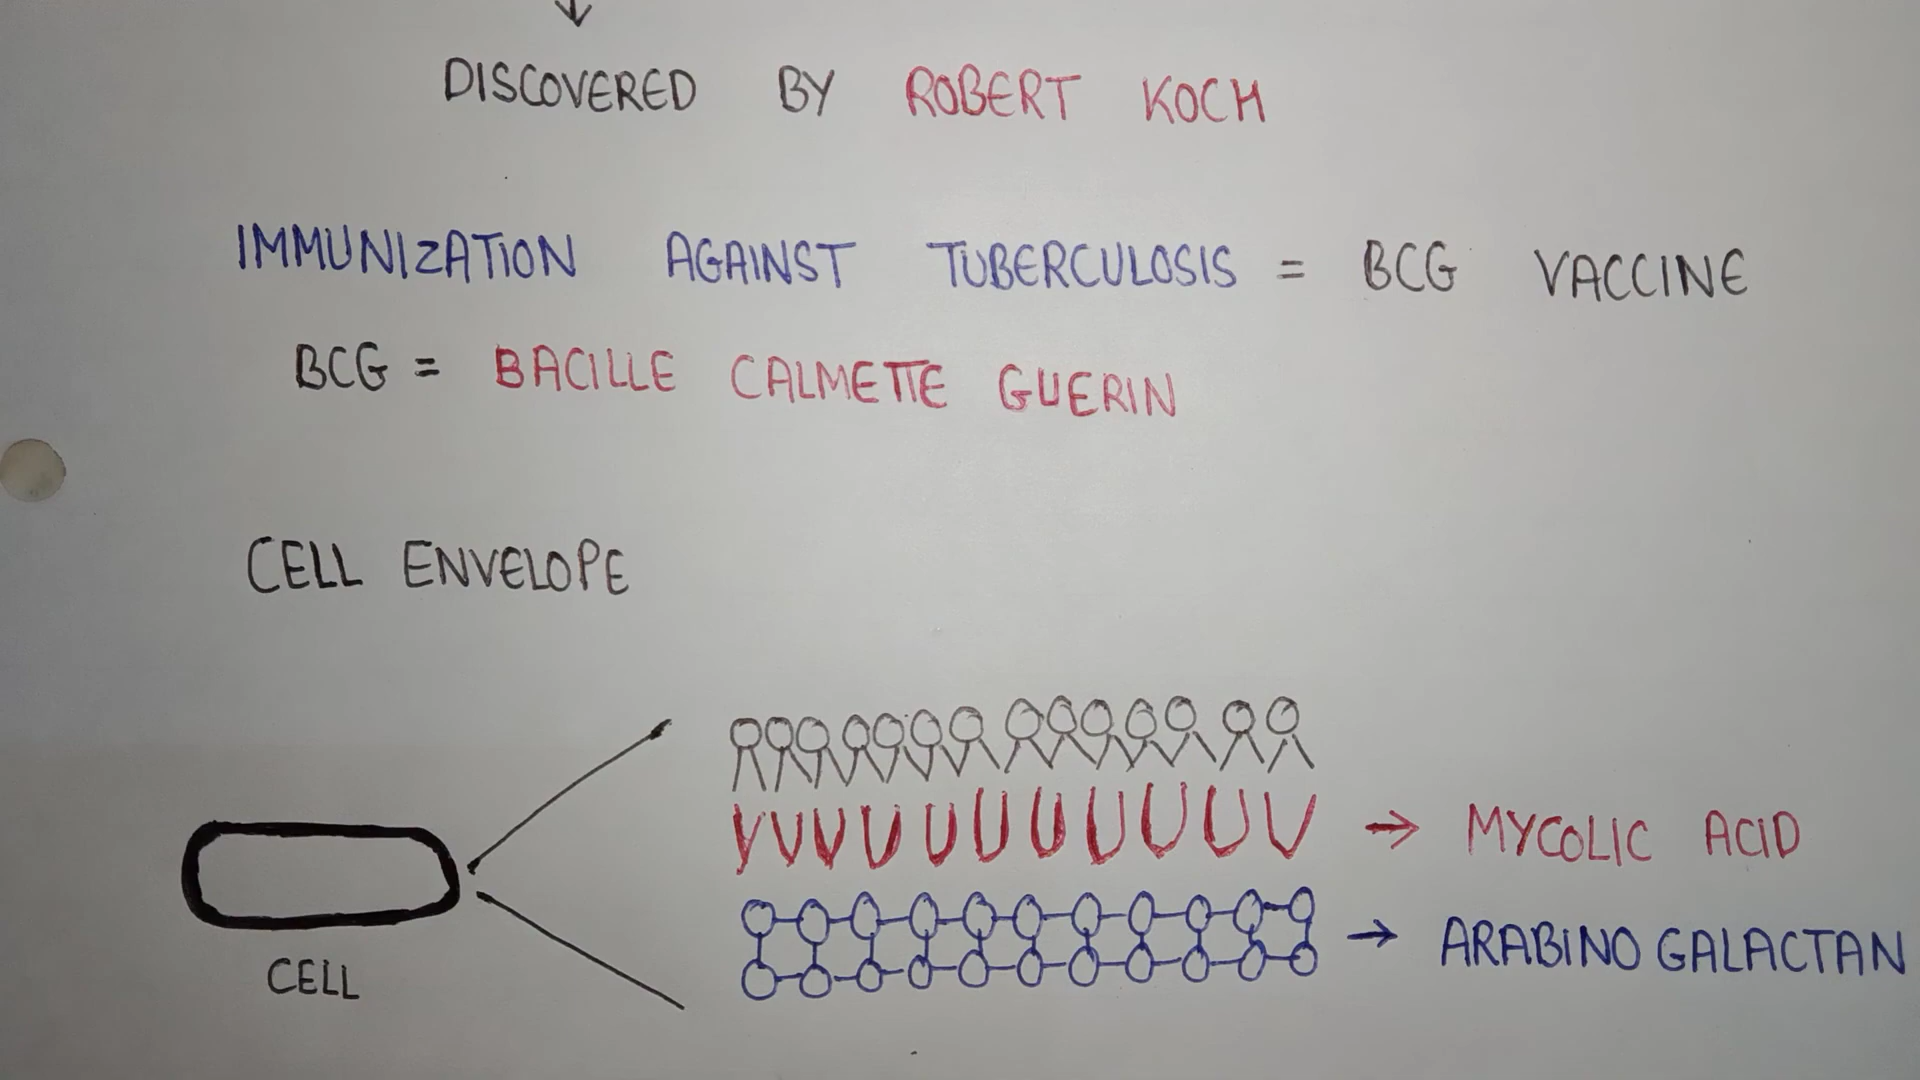 DISCOVERED BY ROBERT KOCH
IMMUNIZATION AGAINST TUBERCULOSIS = BCG VACCINE
BCG = BACILLE CALMETTE GUERIN
CELL ENVELOPE
→ MYCOLIC ACID
→ ARABINO GALACTAN
CELL